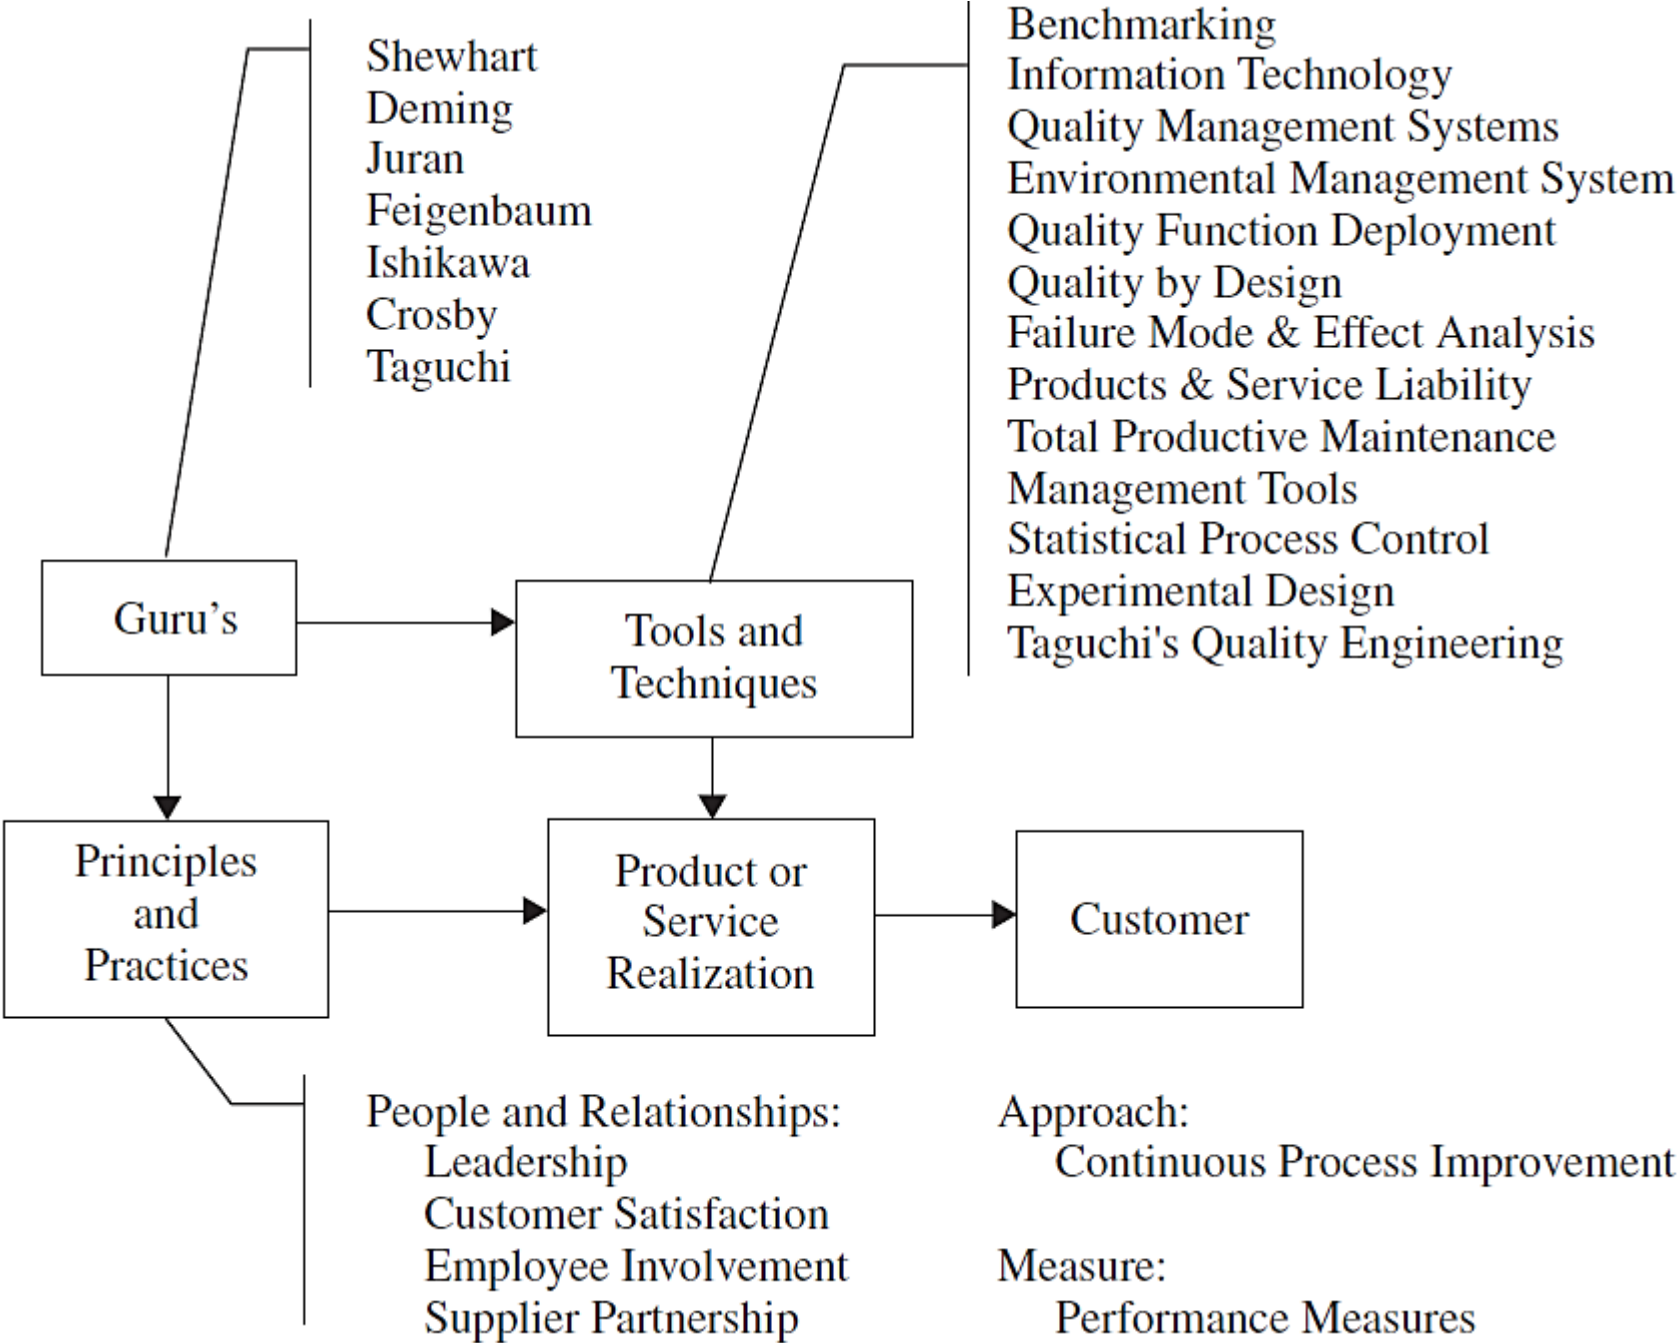 Shewhart
Deming
Juran
Feigenbaum
Ishikawa
Crosby
Taguchi
Benchmarking
Information Technology
Quality Management Systems
Environmental Management System
Quality Function Deployment
Quality by Design
Failure Mode & Effect Analysis
Products & Service Liability
Total Productive Maintenance
Management Tools
Statistical Process Control
Experimental Design
Taguchi's Quality Engineering
Guru’s
Tools and
Techniques
Principles
and
Practices
Product or
Service
Realization
Customer
People and Relationships:
Leadership
Customer Satisfaction
Employee Involvement
Supplier Partnership
Approach:
Continuous Process Improvement
Measure:
Performance Measures